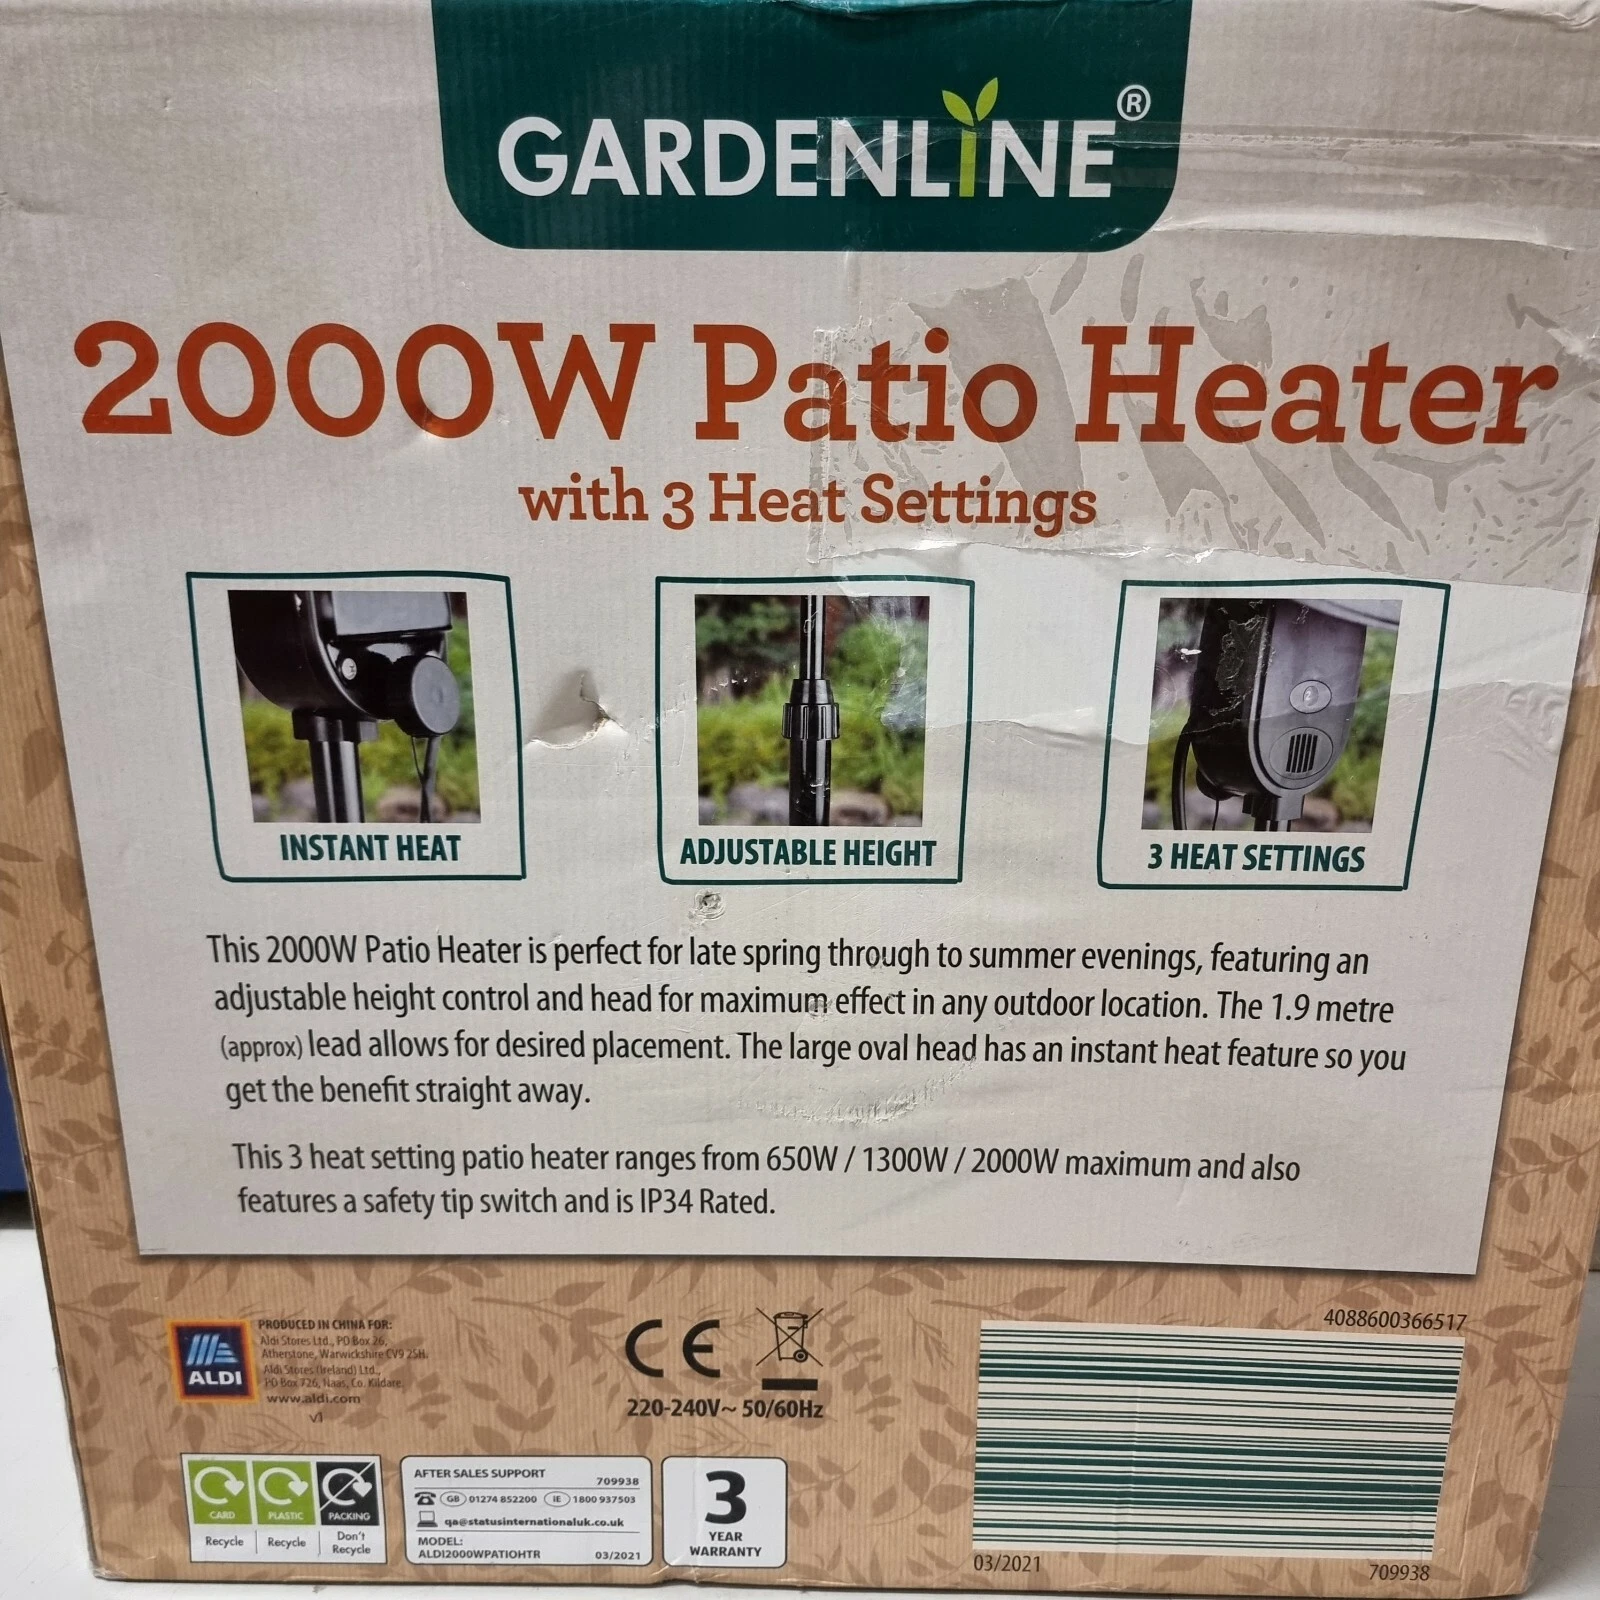 GARDENLINE®
2000W Patio Heater
with 3 Heat Settings
INSTANT HEAT
ADJUSTABLE HEIGHT
3 HEAT SETTINGS
This 2000W Patio Heater is perfect for late spring through to summer evenings, featuring an
adjustable height control and head for maximum effect in any outdoor location. The 1.9 metre
(approx) lead allows for desired placement. The large oval head has an instant heat feature so you
get the benefit straight away.
This 3 heat setting patio heater ranges from 650W / 1300W / 2000W maximum and also
features a safety tip switch and is IP34 Rated.
ALDI
PRODUCED IN CHINA FOR:
Aldi Stores Ltd., PO Box 26,
Atherstone, Warwickshire CV9 2SH.
Aldi Stores (Ireland) Ltd.,
PO Box 726, Naas, Co. Kildare.
www.aldi.com
v1
CE
220-240V~ 50/60Hz
4088600366517
03/2021
709938
CARD
Recycle
PLASTIC
Recycle
PACKING
Don't
Recycle
AFTER SALES SUPPORT
709938
GB 01274 852200 IE 1800 937503
qa@statusinternationaluk.co.uk
MODEL:
ALDI2000WPATIOHTR 03/2021
3
YEAR
WARRANTY